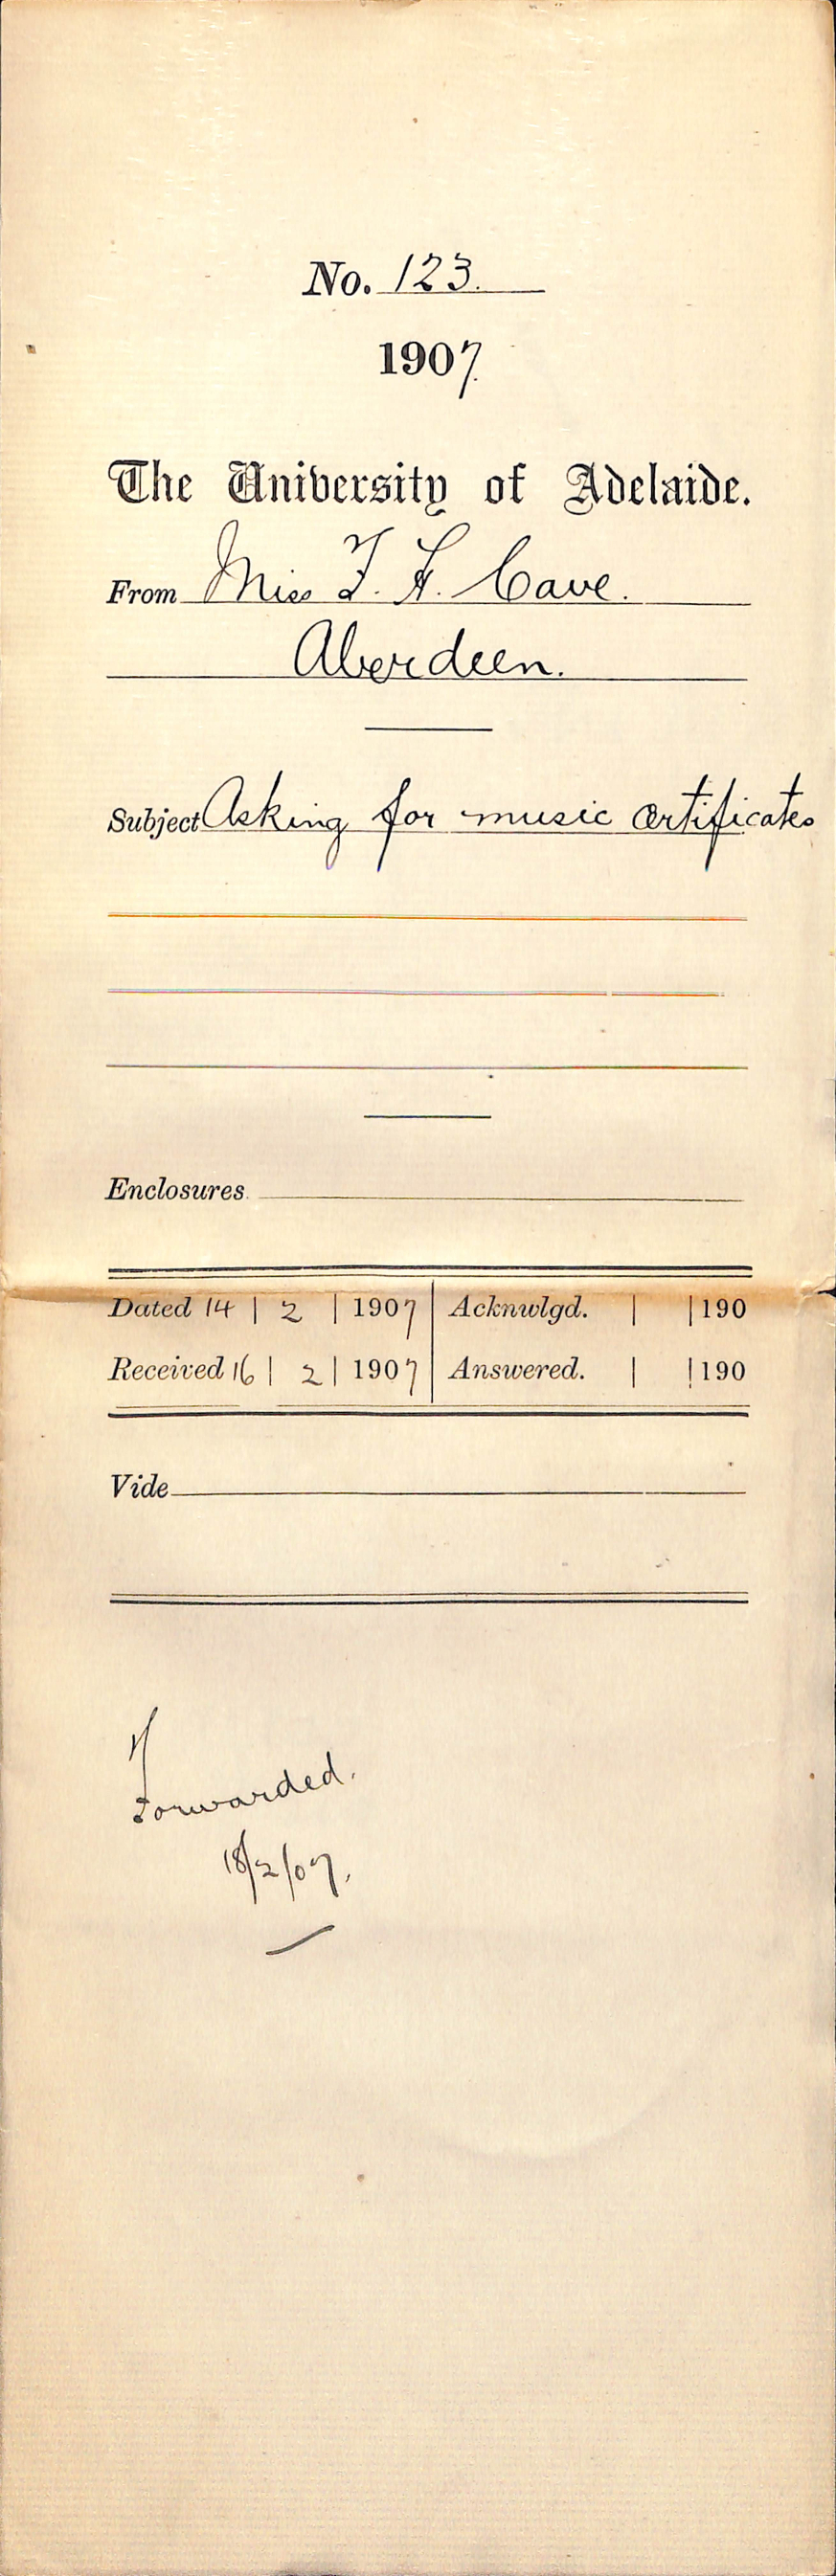 No. 123.
1907
The University of Adelaide.
From Miss F. H. Cave.
Aberdeen.
Subject Asking for music certificates
Enclosures
Dated 14 | 2 | 1907 | Acknwlgd. | | 190
Received 16 | 2 | 1907 | Answered. | | 190
Vide
Forwarded.
18/2/07.